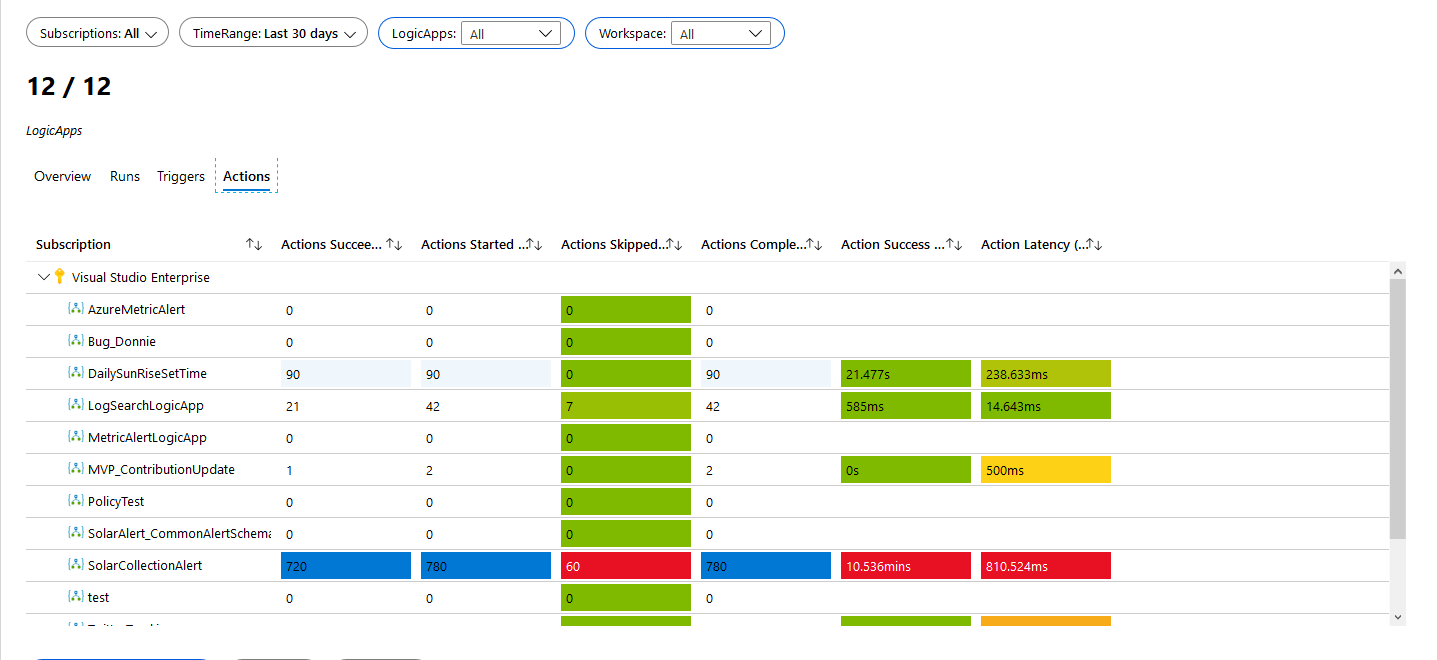 Subscriptions: All TimeRange: Last 30 days LogicApps: All Workspace: All
12 / 12
LogicApps
Overview Runs Triggers Actions
Subscription Actions Succee... Actions Started ... Actions Skipped... Actions Comple... Action Success ... Action Latency (...
Visual Studio Enterprise
AzureMetricAlert 0 0 0 0
Bug_Donnie 0 0 0 0
DailySunRiseSetTime 90 90 0 90 21.477s 238.633ms
LogSearchLogicApp 21 42 7 42 585ms 14.643ms
MetricAlertLogicApp 0 0 0 0
MVP_ContributionUpdate 1 2 0 2 0s 500ms
PolicyTest 0 0 0 0
SolarAlert_CommonAlertSchema 0 0 0 0
SolarCollectionAlert 720 780 60 780 10.536mins 810.524ms
test 0 0 0 0